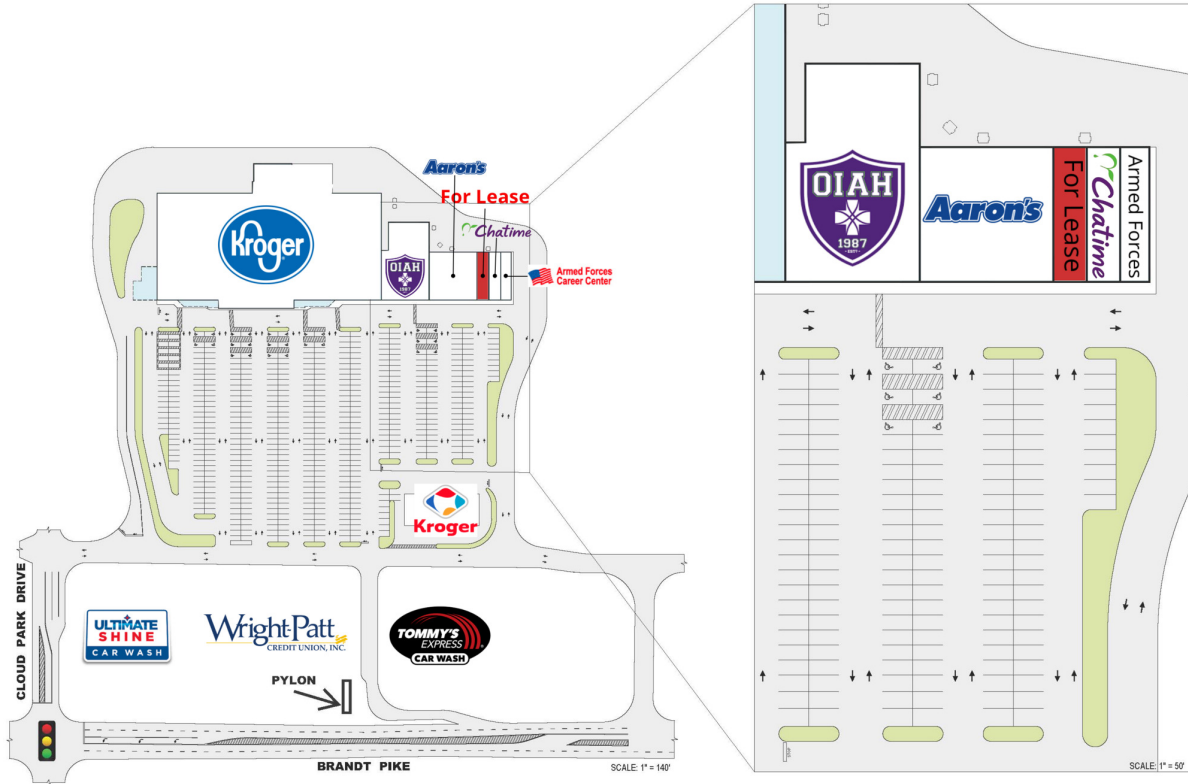 Aaron's
For Lease
Chatime
Kroger
OIAH
1987
Armed Forces
Career Center
Kroger
ULTIMATE
SHINE
CAR WASH
Wright-Patt
CREDIT UNION, INC.
TOMMY'S
EXPRESS
CAR WASH
PYLON
CLOUD PARK DRIVE
BRANDT PIKE
SCALE: 1" = 140'
OIAH
1987
Aaron's
For Lease
Chatime
Armed Forces
SCALE: 1" = 50'